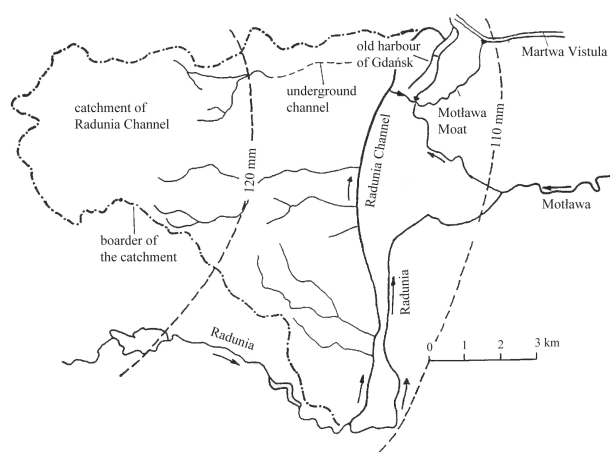 old harbour
of Gdańsk
Martwa Vistula
catchment of
Radunia Channel
underground
channel
Motława
Moat
110 mm
120 mm
Radunia Channel
Motława
boarder of
the catchment
Radunia
Radunia
0 1 2 3 km